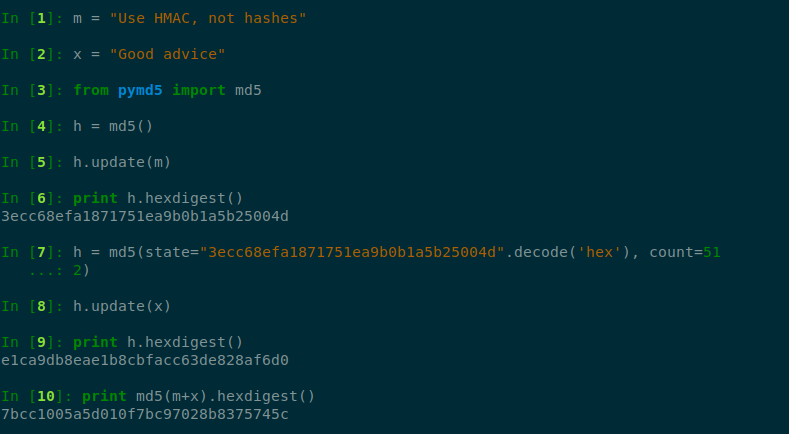 In [1]: m = "Use HMAC, not hashes"
In [2]: x = "Good advice"
In [3]: from pymd5 import md5
In [4]: h = md5()
In [5]: h.update(m)
In [6]: print h.hexdigest()
3ecc68efa1871751ea9b0b1a5b25004d
In [7]: h = md5(state="3ecc68efa1871751ea9b0b1a5b25004d".decode('hex'), count=51
...: 2)
In [8]: h.update(x)
In [9]: print h.hexdigest()
e1ca9db8eae1b8cbfacc63de828af6d0
In [10]: print md5(m+x).hexdigest()
7bcc1005a5d010f7bc97028b8375745c